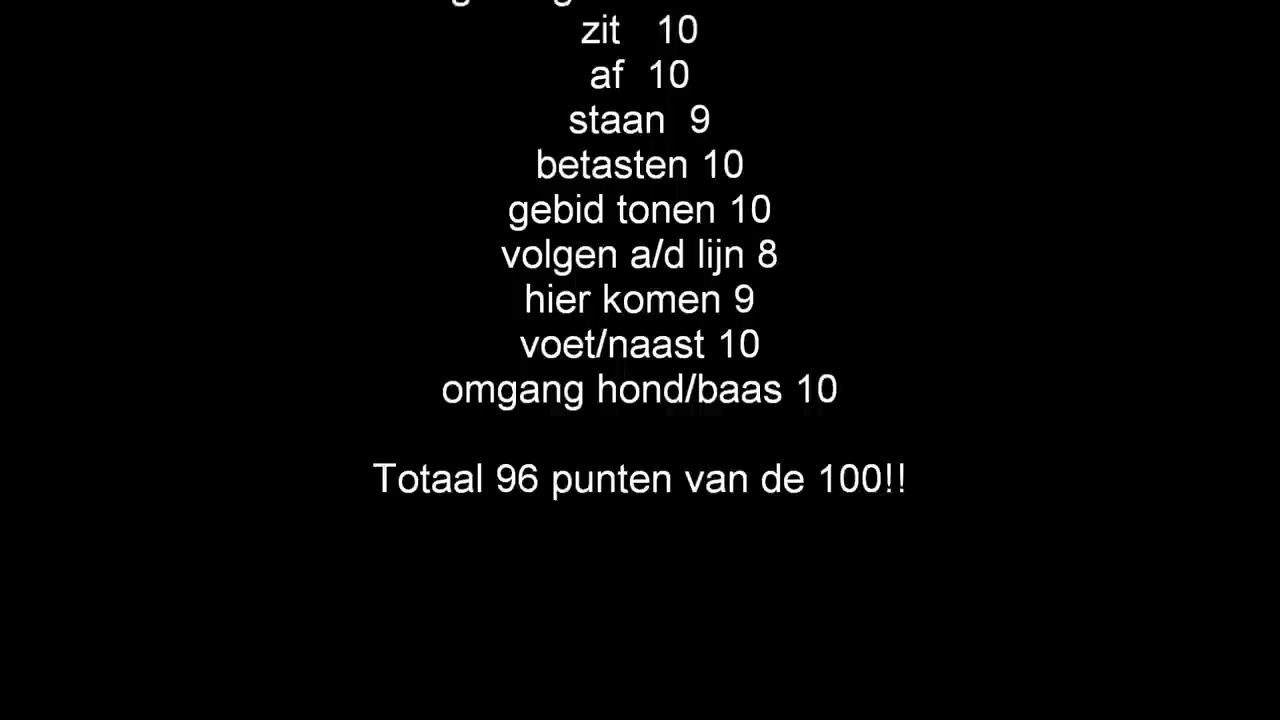 zit 10
af 10
staan 9
betasten 10
gebid tonen 10
volgen a/d lijn 8
hier komen 9
voet/naast 10
omgang hond/baas 10
Totaal 96 punten van de 100!!